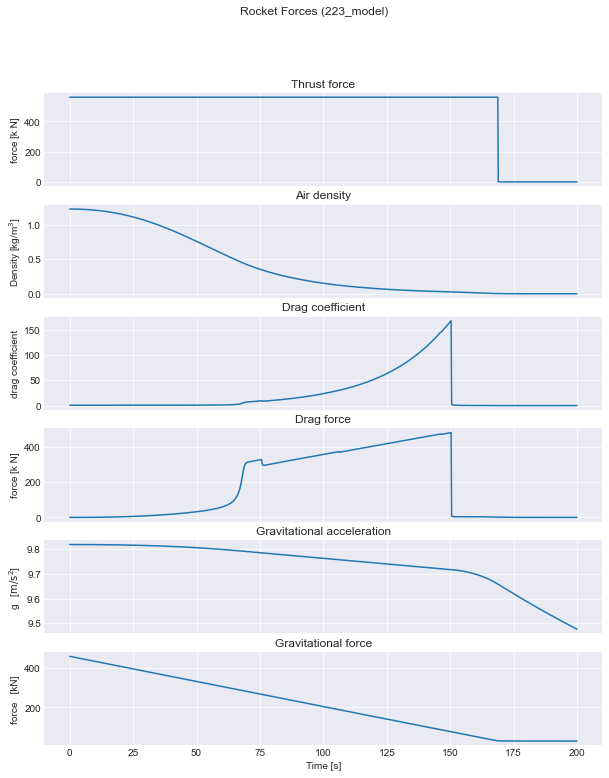 Rocket Forces (223_model)
Thrust force
force [k N]
400
200
0
Air density
Density [kg/m³]
1.0
0.5
0.0
Drag coefficient
drag coefficient
150
100
50
0
Drag force
force [k N]
400
200
0
Gravitational acceleration
g [m/s²]
9.8
9.7
9.6
9.5
Gravitational force
force [kN]
400
200
0 25 50 75 100 125 150 175 200
Time [s]